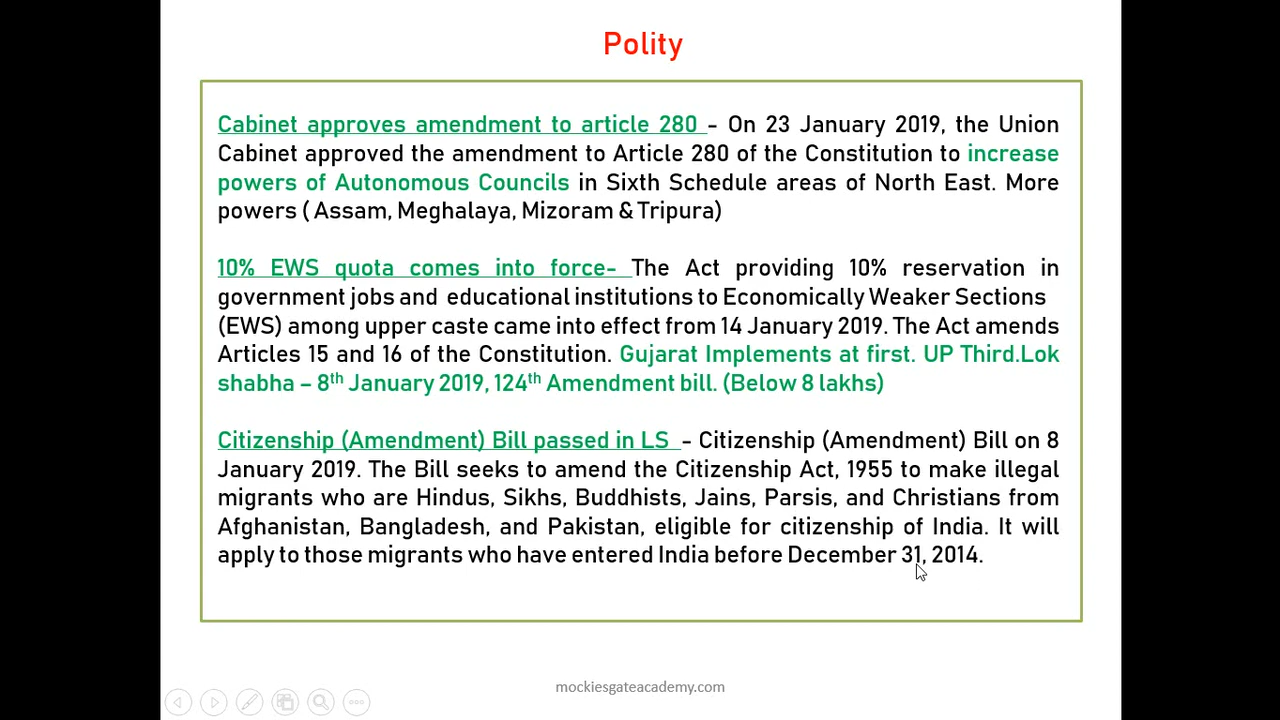 Polity
Cabinet approves amendment to article 280 - On 23 January 2019, the Union
Cabinet approved the amendment to Article 280 of the Constitution to increase
powers of Autonomous Councils in Sixth Schedule areas of North East. More
powers ( Assam, Meghalaya, Mizoram & Tripura)
10% EWS quota comes into force- The Act providing 10% reservation in
government jobs and educational institutions to Economically Weaker Sections
(EWS) among upper caste came into effect from 14 January 2019. The Act amends
Articles 15 and 16 of the Constitution. Gujarat Implements at first. UP Third.Lok
shabha – 8th January 2019, 124th Amendment bill. (Below 8 lakhs)
Citizenship (Amendment) Bill passed in LS - Citizenship (Amendment) Bill on 8
January 2019. The Bill seeks to amend the Citizenship Act, 1955 to make illegal
migrants who are Hindus, Sikhs, Buddhists, Jains, Parsis, and Christians from
Afghanistan, Bangladesh, and Pakistan, eligible for citizenship of India. It will
apply to those migrants who have entered India before December 31, 2014.
mockiesgateacademy.com